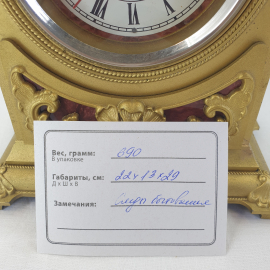 Вес, грамм: 890
В упаковке
Габариты, см: 22 x 13 x 29
Д x Ш x В
Замечания: